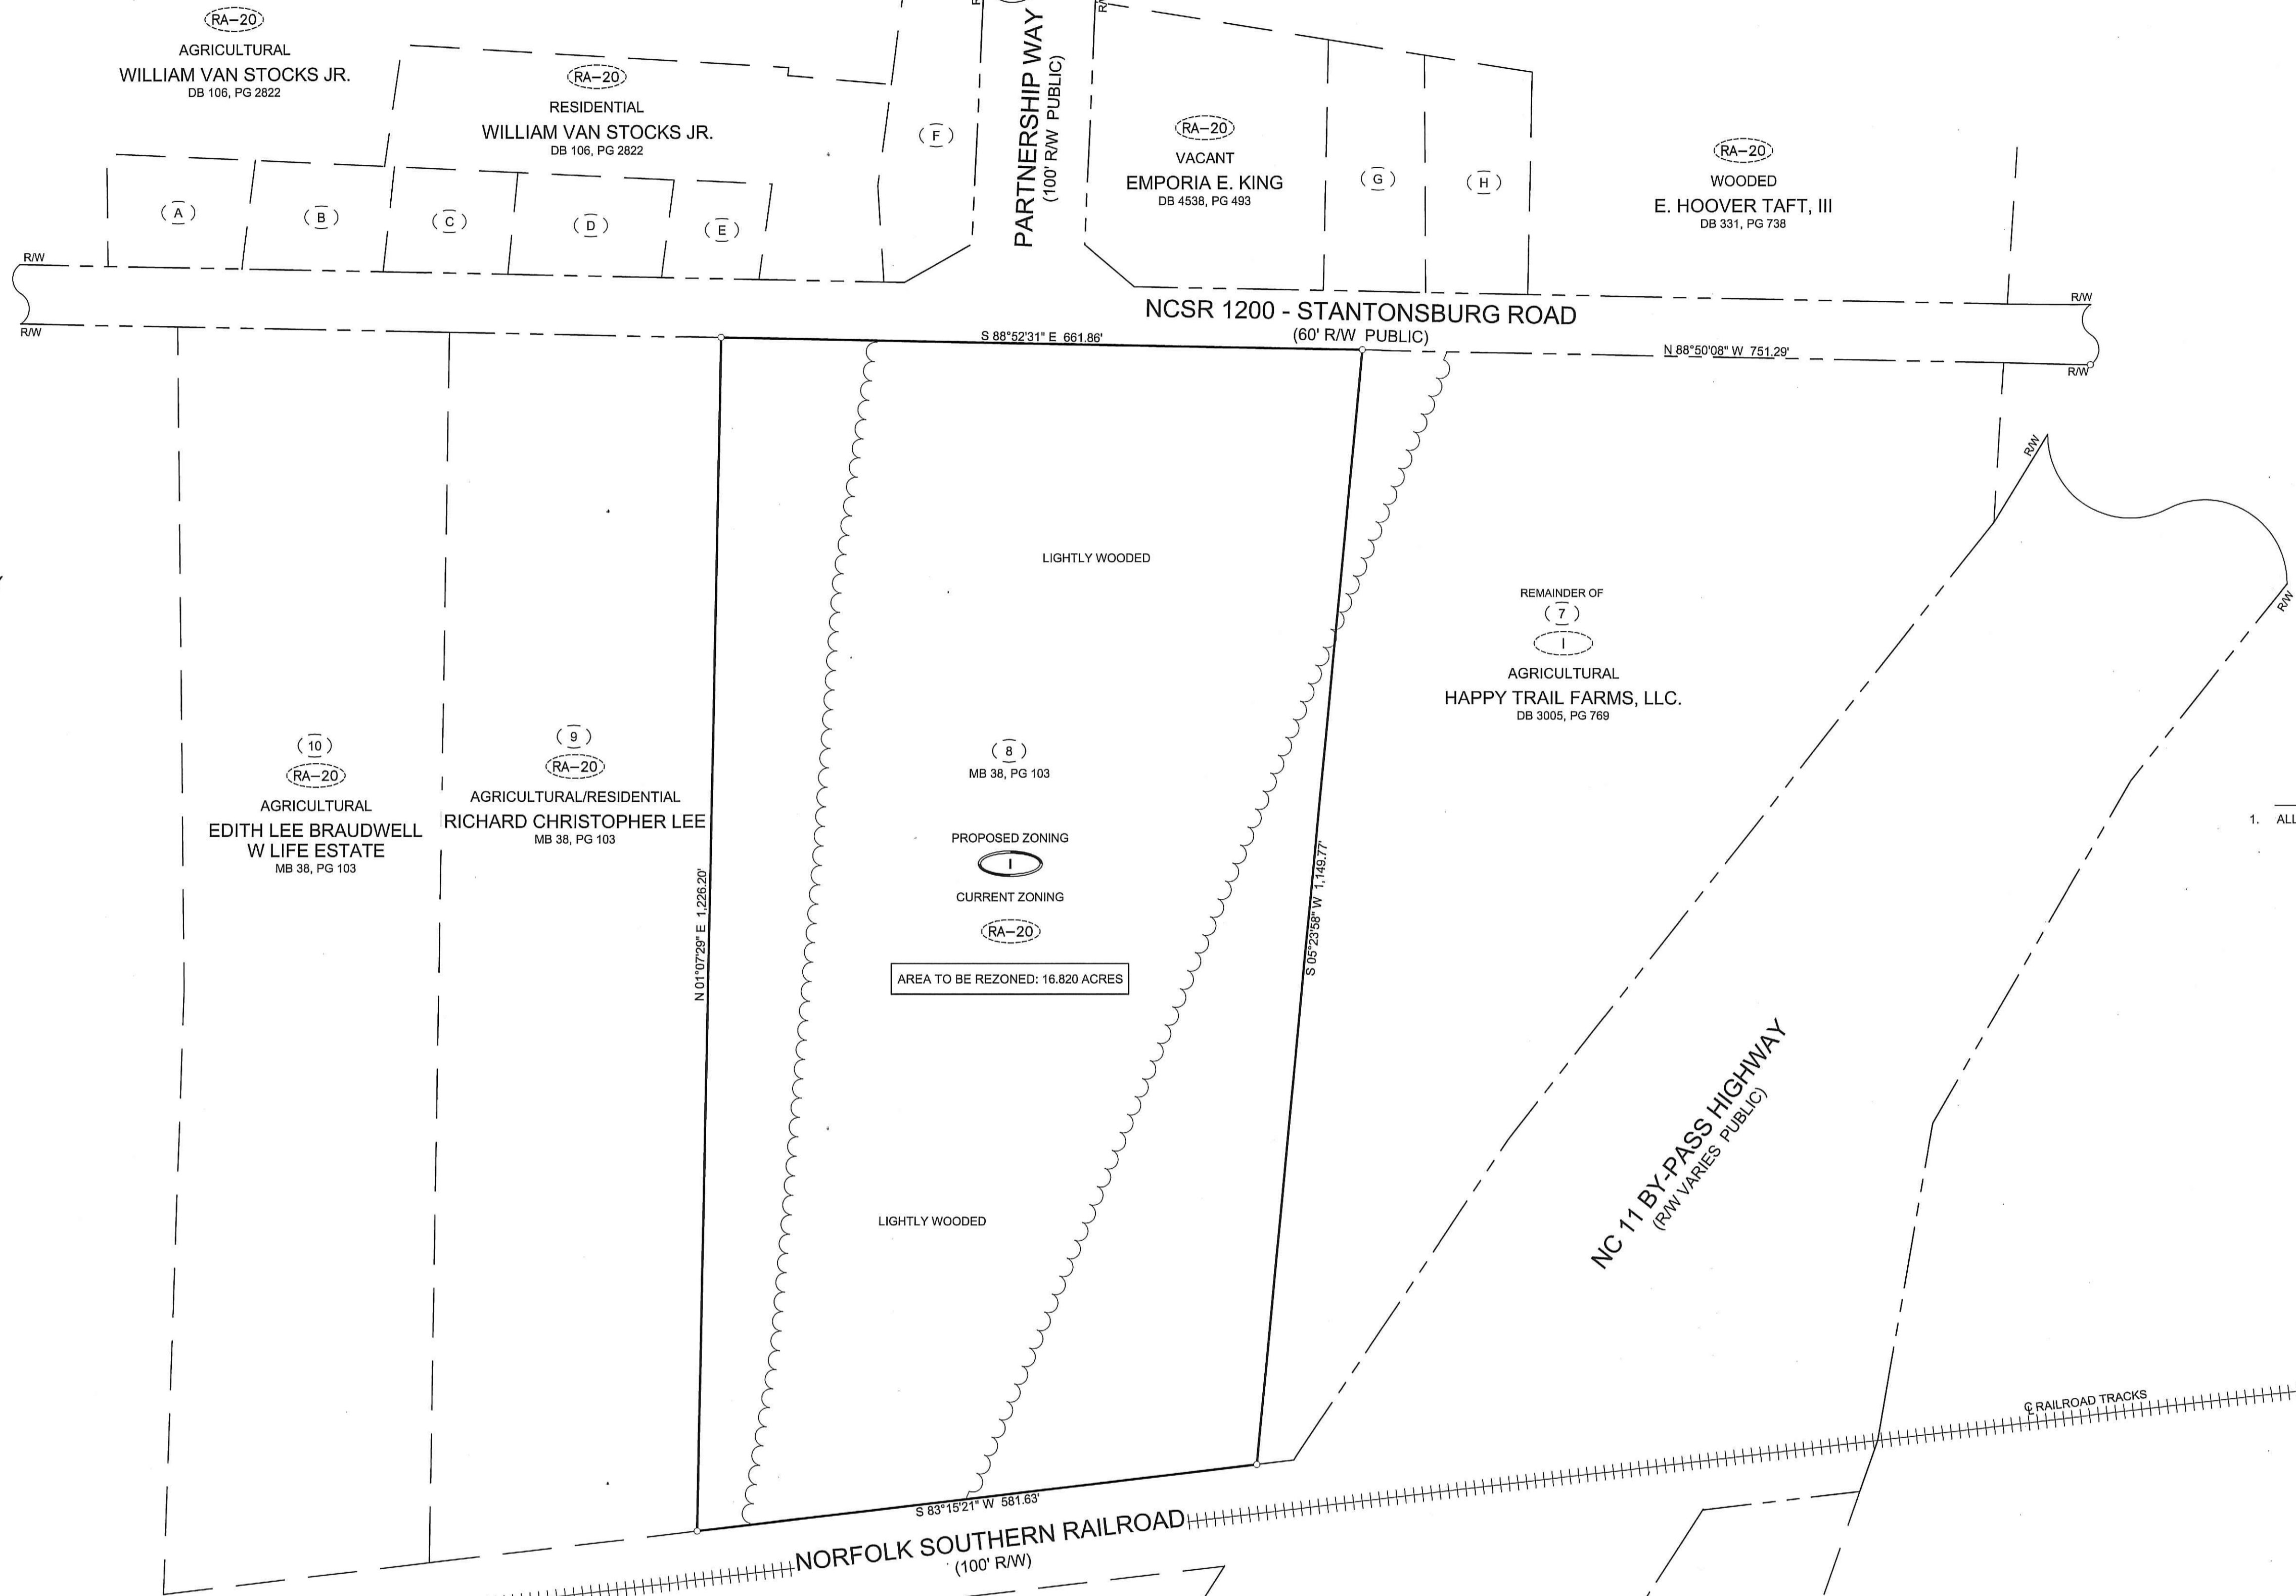 RA-20
AGRICULTURAL
WILLIAM VAN STOCKS JR.
DB 106, PG 2822
RA-20
RESIDENTIAL
WILLIAM VAN STOCKS JR.
DB 106, PG 2822
A
B
C
D
E
F
PARTNERSHIP WAY
(100' R/W PUBLIC)
RA-20
VACANT
EMPORIA E. KING
DB 4538, PG 493
G
H
RA-20
WOODED
E. HOOVER TAFT, III
DB 331, PG 738
R/W
R/W
NCSR 1200 - STANTONSBURG ROAD
(60' R/W PUBLIC)
S 88°52'31" E 661.86'
N 88°50'08" W 751.29'
R/W
R/W
R/W
R/W
LIGHTLY WOODED
REMAINDER OF
7
I
AGRICULTURAL
HAPPY TRAIL FARMS, LLC.
DB 3005, PG 769
10
RA-20
AGRICULTURAL
EDITH LEE BRAUDWELL
W LIFE ESTATE
MB 38, PG 103
9
RA-20
AGRICULTURAL/RESIDENTIAL
RICHARD CHRISTOPHER LEE
MB 38, PG 103
N 01°07'29" E 1,226.20'
8
MB 38, PG 103
PROPOSED ZONING
I
CURRENT ZONING
RA-20
AREA TO BE REZONED: 16.820 ACRES
S 05°23'58" W 1,149.77'
1. ALL
LIGHTLY WOODED
NC 11 BY-PASS HIGHWAY
(R/W VARIES PUBLIC)
℄ RAILROAD TRACKS
S 83°15'21" W 581.63'
NORFOLK SOUTHERN RAILROAD
(100' R/W)